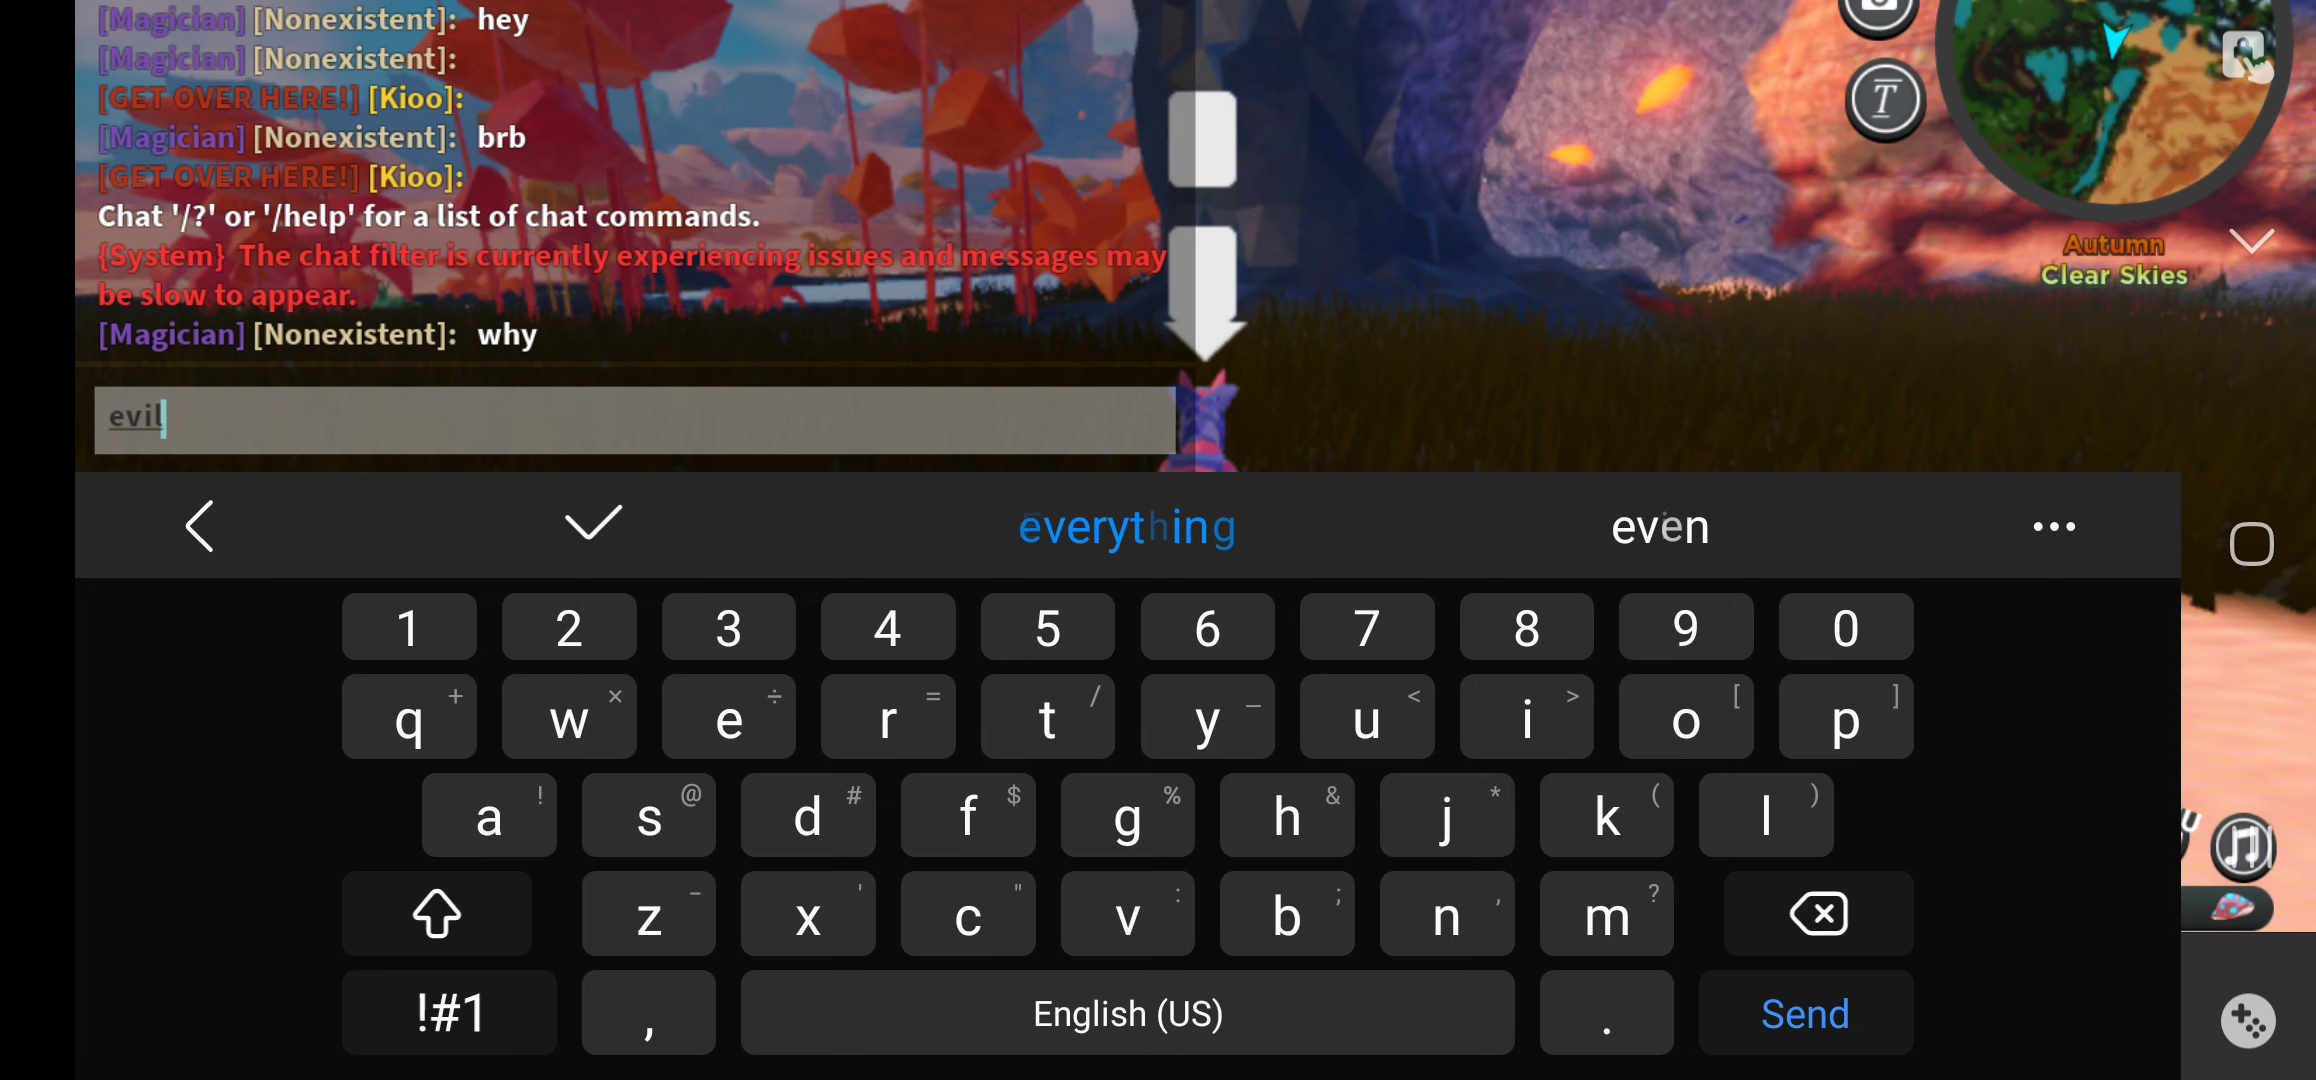 [Magician] [Nonexistent]: hey
[Magician] [Nonexistent]:
[GET OVER HERE!] [Kioo]:
[Magician] [Nonexistent]: brb
[GET OVER HERE!] [Kioo]:
Chat '/?' or '/help' for a list of chat commands.
{System} The chat filter is currently experiencing issues and messages may
be slow to appear.
[Magician] [Nonexistent]: why
evil
T
Autumn
Clear Skies
everything even
1 2 3 4 5 6 7 8 9 0
+ × ÷ = / _ < > [ ]
q w e r t y u i o p
! @ # $ % & * ( )
a s d f g h j k l
U
- ' " : ; , ?
z x c v b n m
!#1 , English (US) . Send